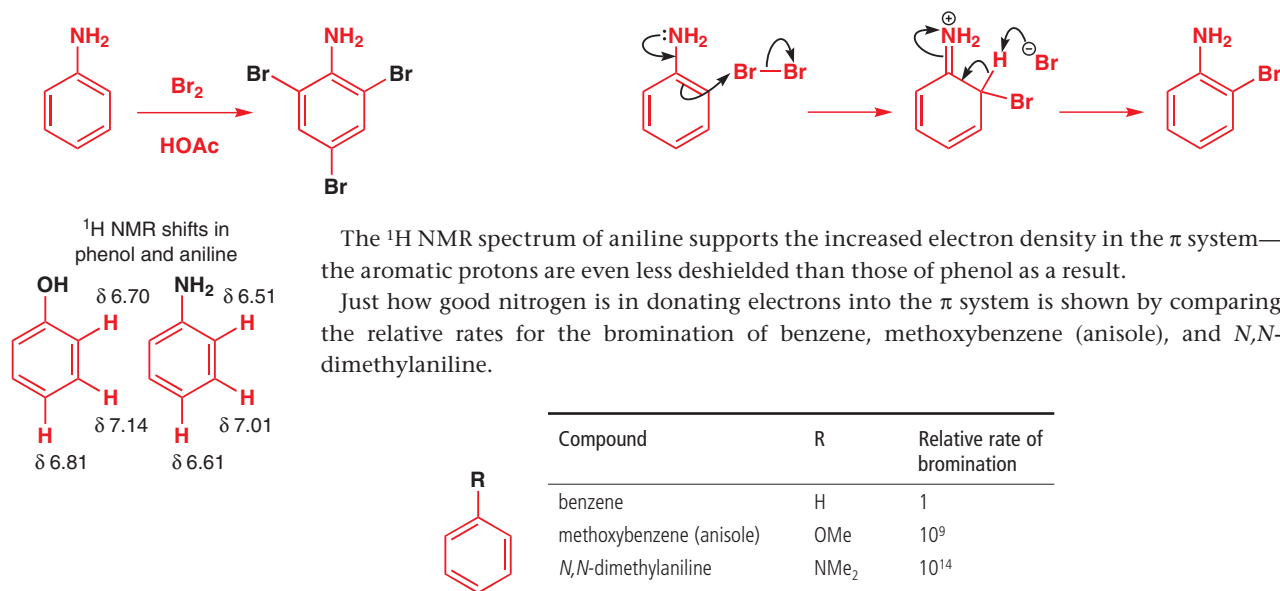 NH₂
Br₂
HOAc
NH₂
Br Br
Br
:NH₂
Br—Br
⊕
NH₂
H
⊖
Br
Br
NH₂
Br
¹H NMR shifts in
phenol and aniline
OH δ 6.70
H
H
δ 7.14
H
δ 6.81
NH₂ δ 6.51
H
H
δ 7.01
H
δ 6.61
The ¹H NMR spectrum of aniline supports the increased electron density in the π system—
the aromatic protons are even less deshielded than those of phenol as a result.
Just how good nitrogen is in donating electrons into the π system is shown by comparing
the relative rates for the bromination of benzene, methoxybenzene (anisole), and N,N-
dimethylaniline.
R
Compound R Relative rate of
bromination
benzene H 1
methoxybenzene (anisole) OMe 10⁹
N,N-dimethylaniline NMe₂ 10¹⁴